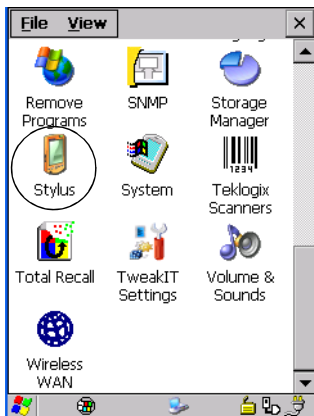 File View
Remove Programs
SNMP
Storage Manager
Stylus
System
1234
Teklogix Scanners
Total Recall
TweakIT Settings
Volume & Sounds
Wireless WAN